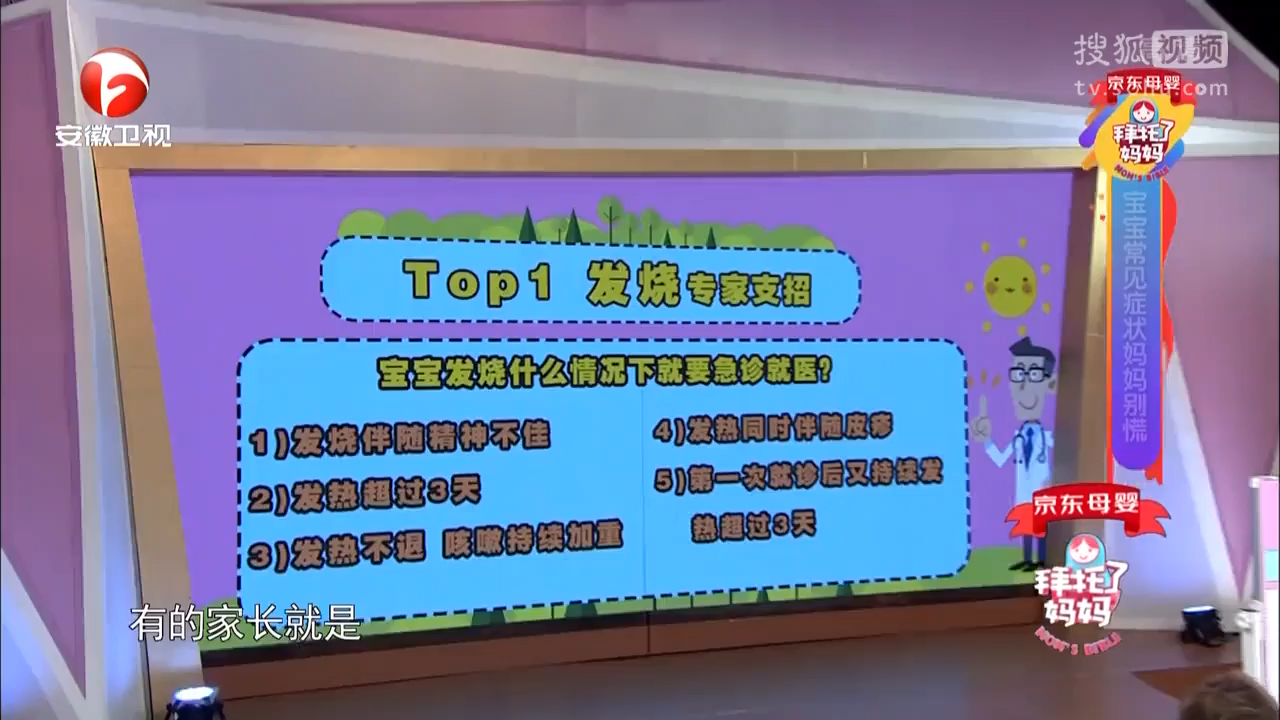 搜狐视频
tv.sohu.com
安徽卫视
京东母婴
拜托了
妈妈
MOM'S BIBLE
宝宝常见症状妈妈别慌
Top1 发烧专家支招
宝宝发烧什么情况下就要急诊就医?
1)发烧伴随精神不佳
2)发热超过3天
3)发热不退 咳嗽持续加重
4)发热同时伴随皮疹
5)第一次就诊后又持续发
热超过3天
京东母婴
拜托了
妈妈
MOM'S BIBLE
有的家长就是